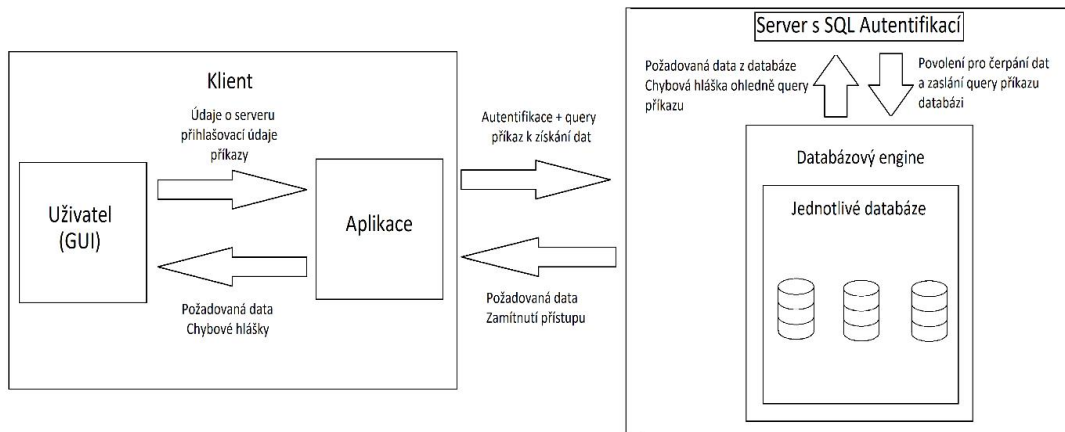 Klient
Údaje o serveru
přihlašovací údaje
příkazy
Uživatel
(GUI)
Aplikace
Požadovaná data
Chybové hlášky
Autentifikace + query
příkaz k získání dat
Požadovaná data
Zamítnutí přístupu
Server s SQL Autentifikací
Požadovaná data z databáze
Chybová hláška ohledně query
příkazu
Povolení pro čerpání dat
a zaslání query příkazu
databázi
Databázový engine
Jednotlivé databáze